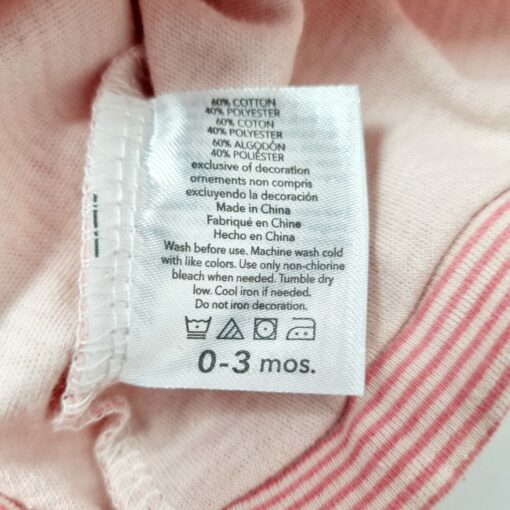 60% COTTON
40% POLYESTER
60% COTON
40% POLYESTER
60% ALGODÓN
40% POLIÉSTER
exclusive of decoration
ornements non compris
excluyendo la decoración
Made in China
Fabriqué en Chine
Hecho en China
Wash before use. Machine wash cold
with like colors. Use only non-chlorine
bleach when needed. Tumble dry
low. Cool iron if needed.
Do not iron decoration.
0-3 mos.